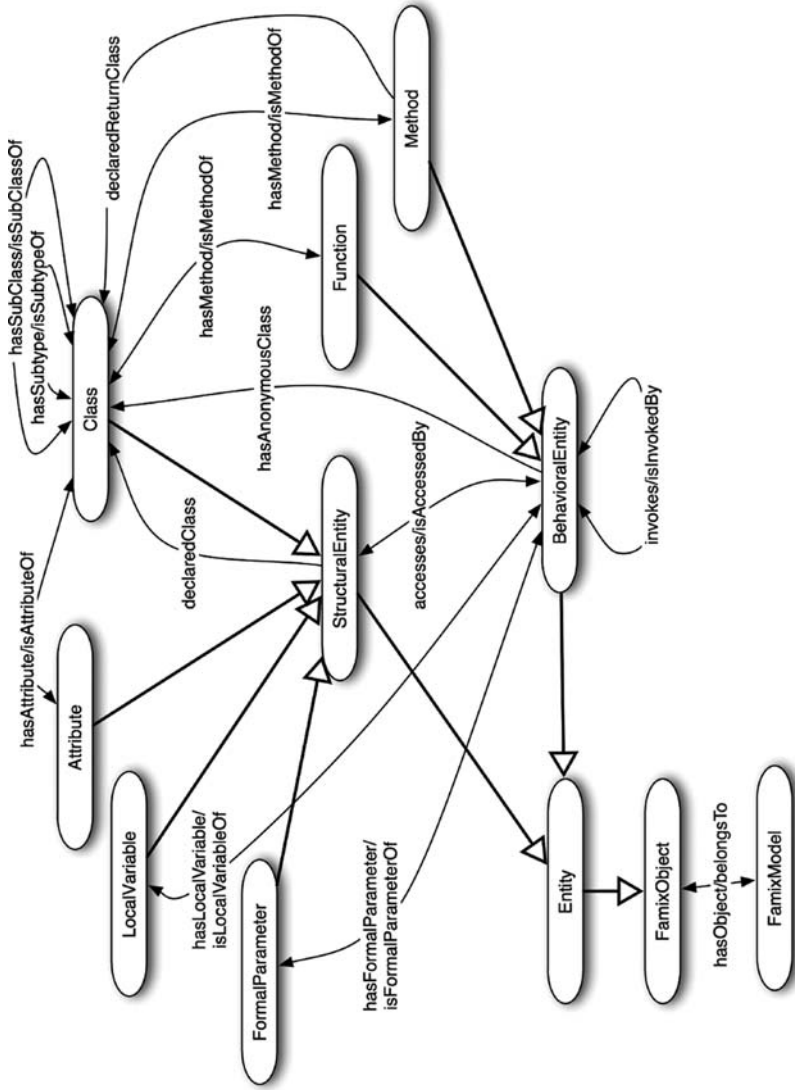 hasSubClass/isSubClassOf
hasSubtype/isSubtypeOf
Class
declaredReturnClass
hasMethod/isMethodOf
hasMethod/isMethodOf
Method
Function
hasAnonymousClass
hasAttribute/isAttributeOf
Attribute
declaredClass
StructuralEntity
accesses/isAccessedBy
BehavioralEntity
invokes/isInvokedBy
LocalVariable
hasLocalVariable/
isLocalVariableOf
FormalParameter
hasFormalParameter/
isFormalParameterOf
Entity
FamixObject
hasObject/belongsTo
FamixModel